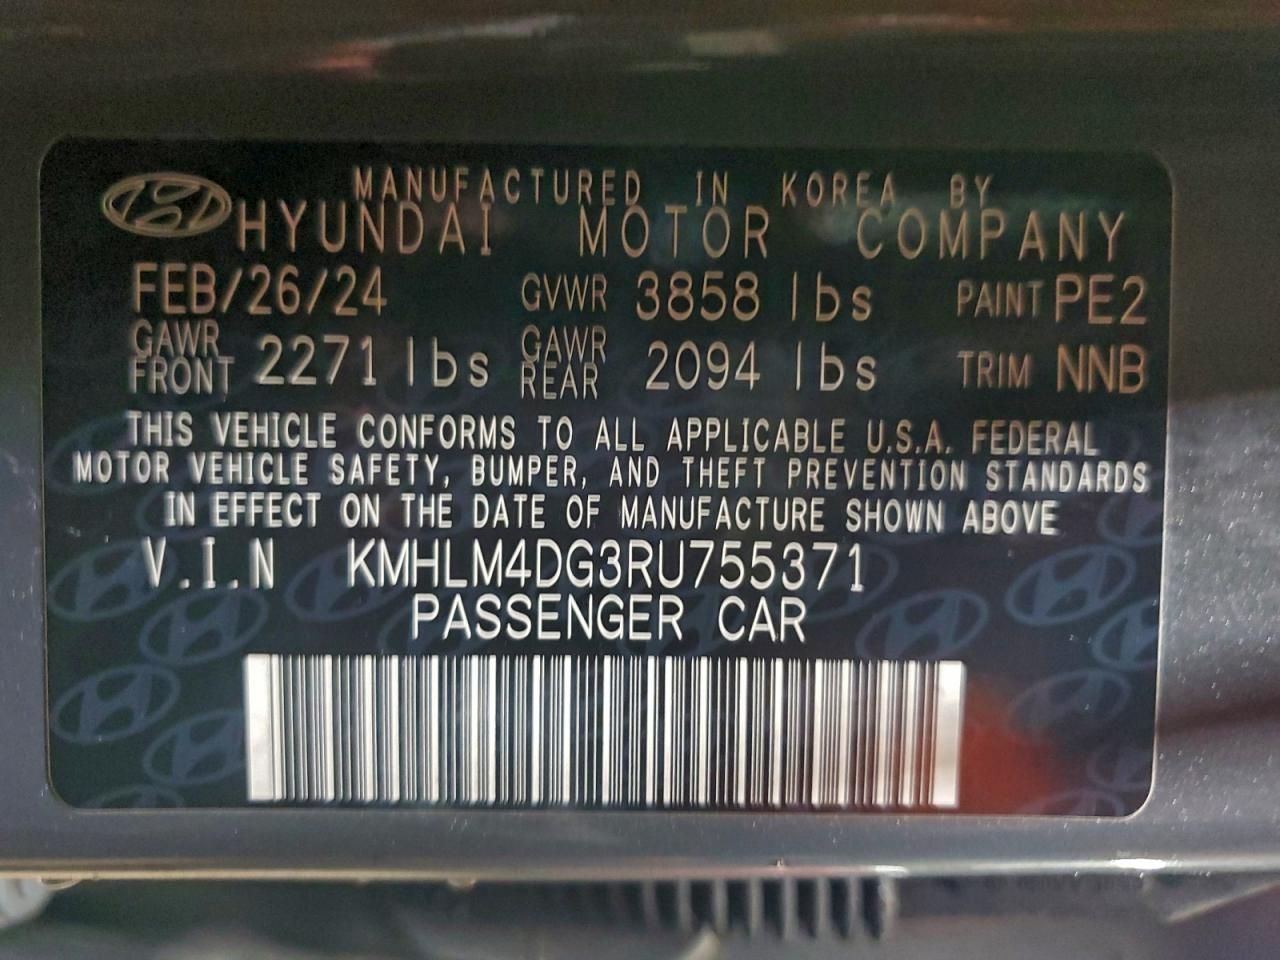 MANUFACTURED IN KOREA BY
HYUNDAI MOTOR COMPANY
FEB/26/24 GVWR 3858 lbs PAINT PE2
GAWR FRONT 2271 lbs GAWR REAR 2094 lbs TRIM NNB
THIS VEHICLE CONFORMS TO ALL APPLICABLE U.S.A. FEDERAL
MOTOR VEHICLE SAFETY, BUMPER, AND THEFT PREVENTION STANDARDS
IN EFFECT ON THE DATE OF MANUFACTURE SHOWN ABOVE
V.I.N KMHLM4DG3RU755371
PASSENGER CAR